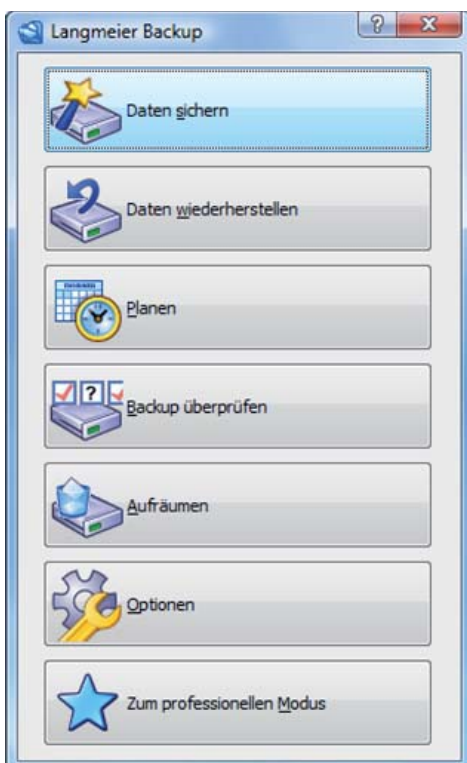 Langmeier Backup
Daten sichern
Daten wiederherstellen
Planen
Backup überprüfen
Aufräumen
Optionen
Zum professionellen Modus